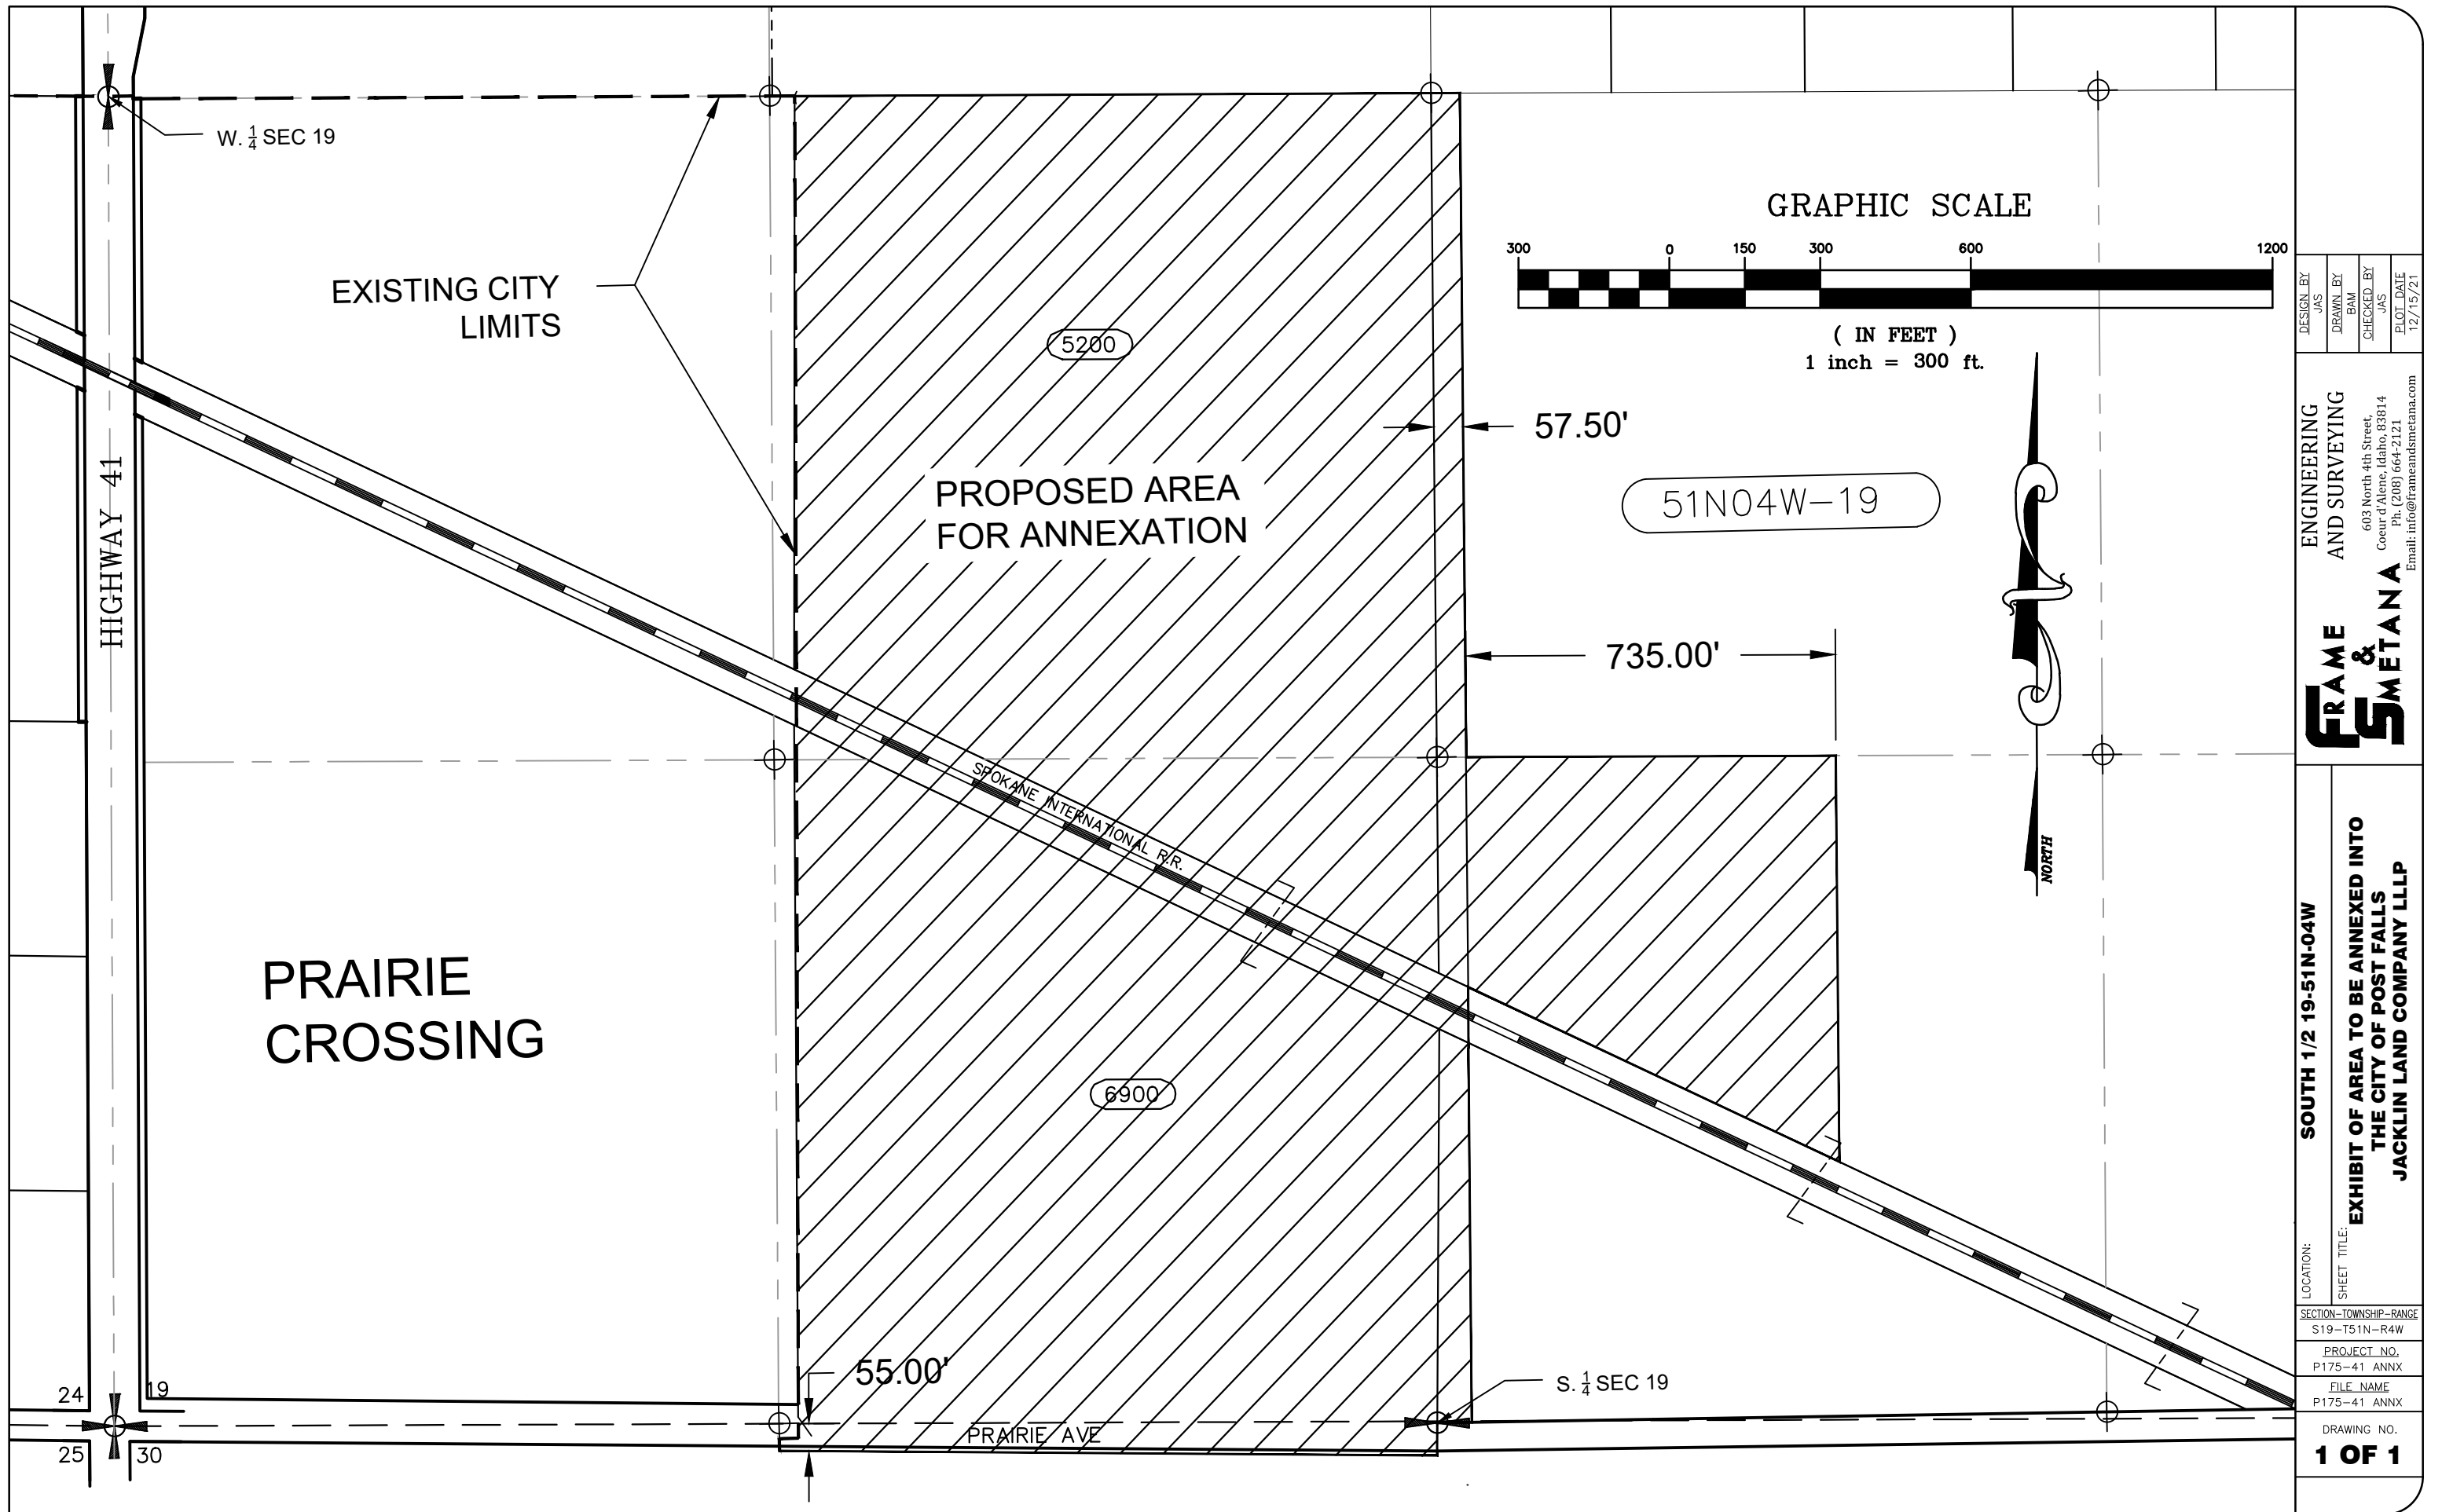 W. 1/4 SEC 19
EXISTING CITY
LIMITS
HIGHWAY 41
5200
PROPOSED AREA
FOR ANNEXATION
SPOKANE INTERNATIONAL R.R.
PRAIRIE
CROSSING
6900
55.00'
PRAIRIE AVE
24
19
25
30
S. 1/4 SEC 19
GRAPHIC SCALE
300
0
150
300
600
1200
( IN FEET )
1 inch = 300 ft.
57.50'
51N04W-19
735.00'
NORTH
DESIGN BY
JAS
DRAWN BY
BAM
CHECKED BY
JAS
PLOT DATE
12/15/21
FRAME
&
SMETANA
ENGINEERING
AND SURVEYING
603 North 4th Street,
Coeur d'Alene, Idaho, 83814
Ph. (208) 664-2121
Email: info@frameandsmetana.com
LOCATION:
SOUTH 1/2 19-51N-04W
SHEET TITLE:
EXHIBIT OF AREA TO BE ANNEXED INTO
THE CITY OF POST FALLS
JACKLIN LAND COMPANY LLLP
SECTION-TOWNSHIP-RANGE
S19-T51N-R4W
PROJECT NO.
P175-41 ANNX
FILE NAME
P175-41 ANNX
DRAWING NO.
1 OF 1